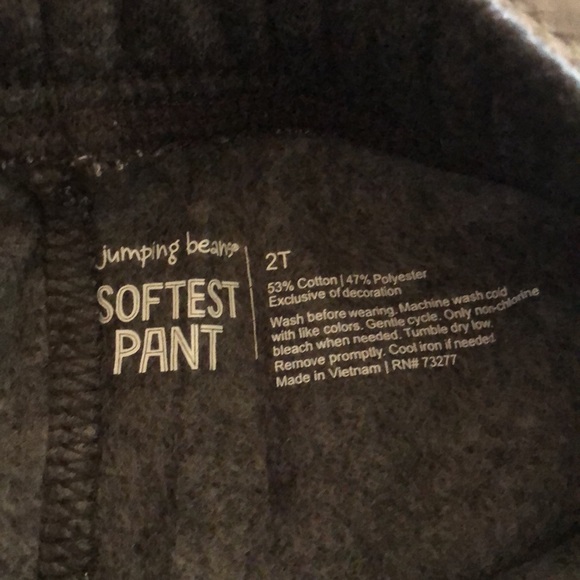 jumping beans®
SOFTEST
PANT
2T
53% Cotton | 47% Polyester
Exclusive of decoration
Wash before wearing. Machine wash cold
with like colors. Gentle cycle. Only non-chlorine
bleach when needed. Tumble dry low.
Remove promptly. Cool iron if needed.
Made in Vietnam | RN# 73277